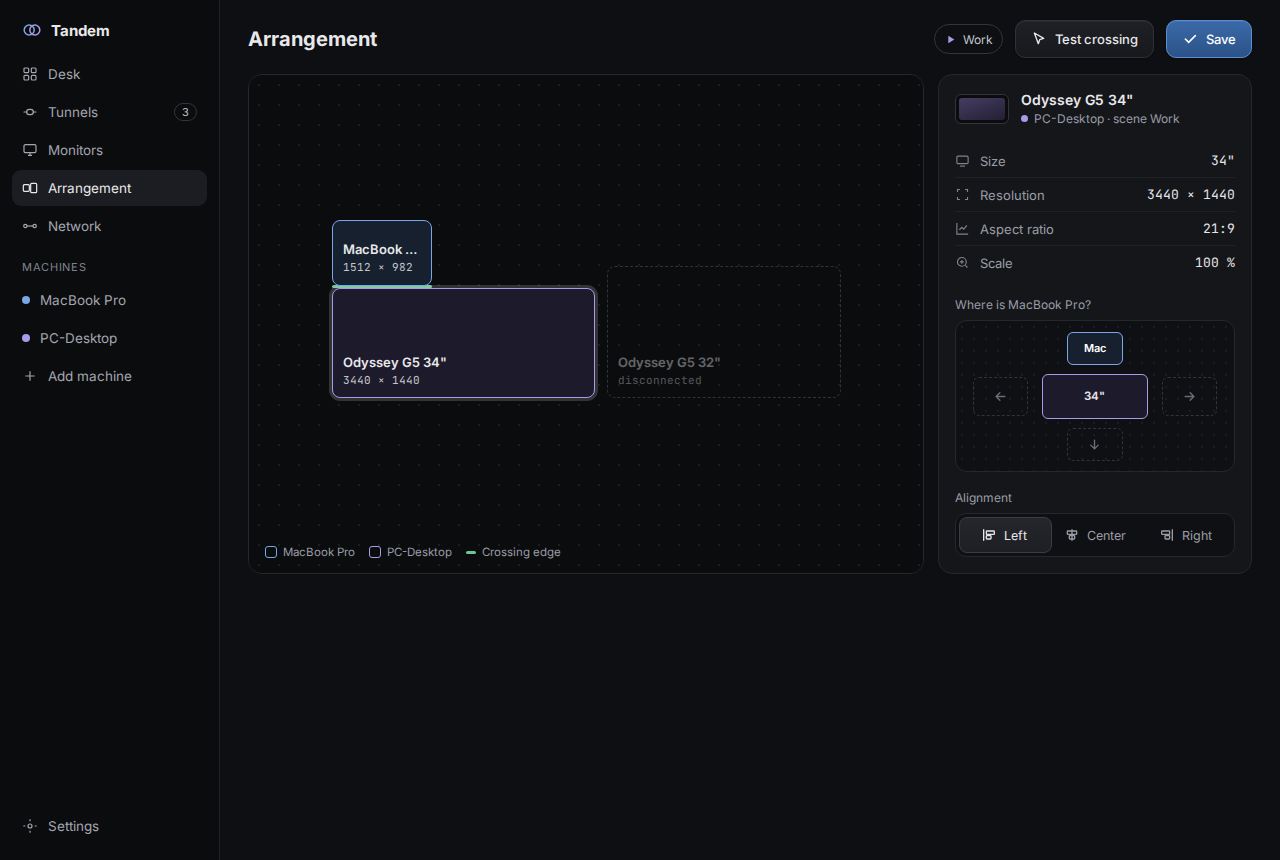 Tandem
Desk
Tunnels 3
Monitors
Arrangement
Network
MACHINES
MacBook Pro
PC-Desktop
Add machine
Settings
Arrangement
Work
Test crossing
Save
MacBook ...
1512 × 982
Odyssey G5 34"
3440 × 1440
Odyssey G5 32"
disconnected
MacBook Pro
PC-Desktop
Crossing edge
Odyssey G5 34"
PC-Desktop · scene Work
Size 34"
Resolution 3440 × 1440
Aspect ratio 21:9
Scale 100 %
Where is MacBook Pro?
Mac
34"
Alignment
Left
Center
Right